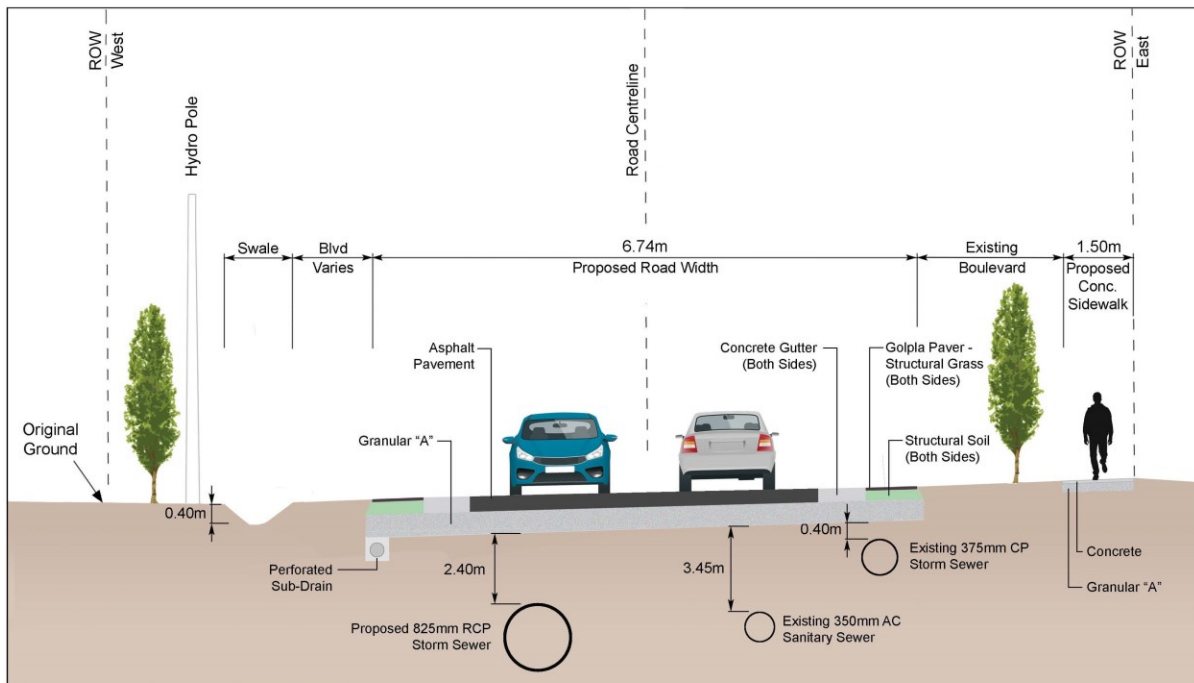 ROW
West
Hydro Pole
Road Centreline
ROW
East
Swale
Blvd
Varies
6.74m
Proposed Road Width
Existing
Boulevard
1.50m
Proposed
Conc.
Sidewalk
Asphalt
Pavement
Concrete Gutter
(Both Sides)
Golpla Paver -
Structural Grass
(Both Sides)
Original
Ground
Granular “A”
Structural Soil
(Both Sides)
0.40m
0.40m
Perforated
Sub-Drain
2.40m
3.45m
Existing 375mm CP
Storm Sewer
Concrete
Granular “A”
Proposed 825mm RCP
Storm Sewer
Existing 350mm AC
Sanitary Sewer